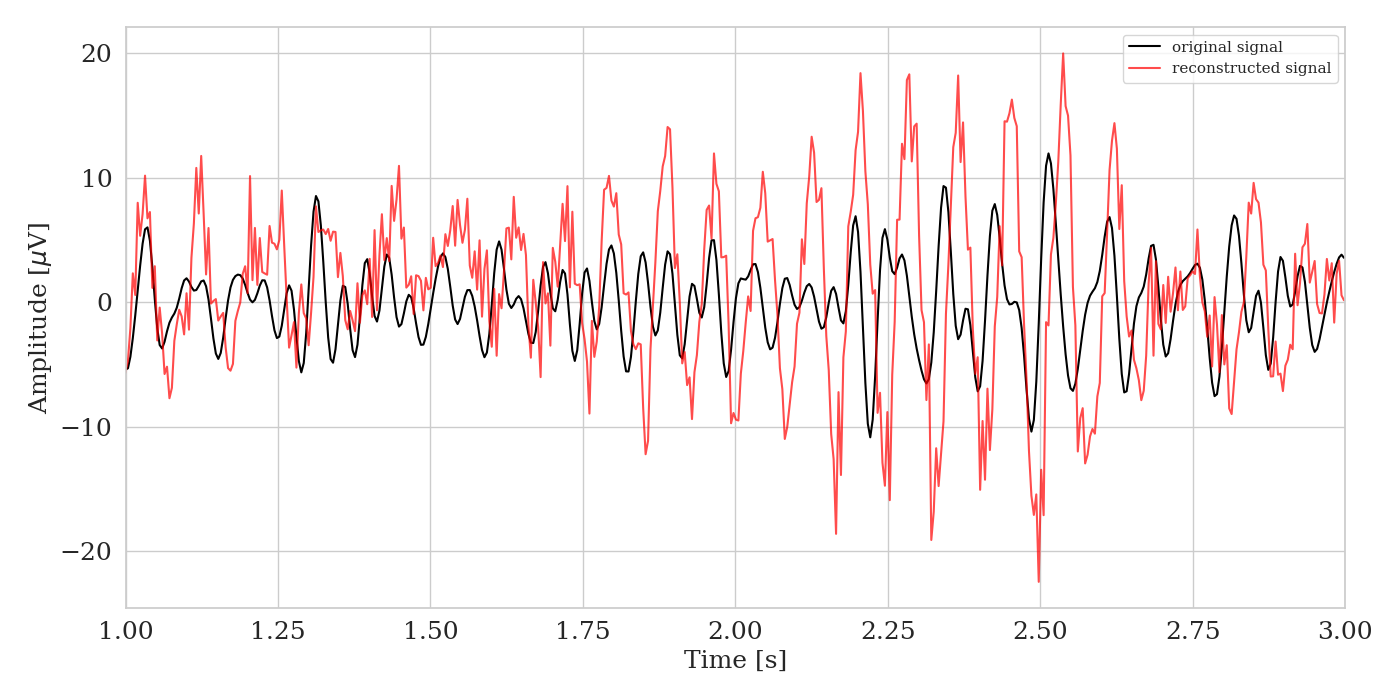 original signal
reconstructed signal
Amplitude [μV]
20
10
0
−10
−20
1.00 1.25 1.50 1.75 2.00 2.25 2.50 2.75 3.00
Time [s]